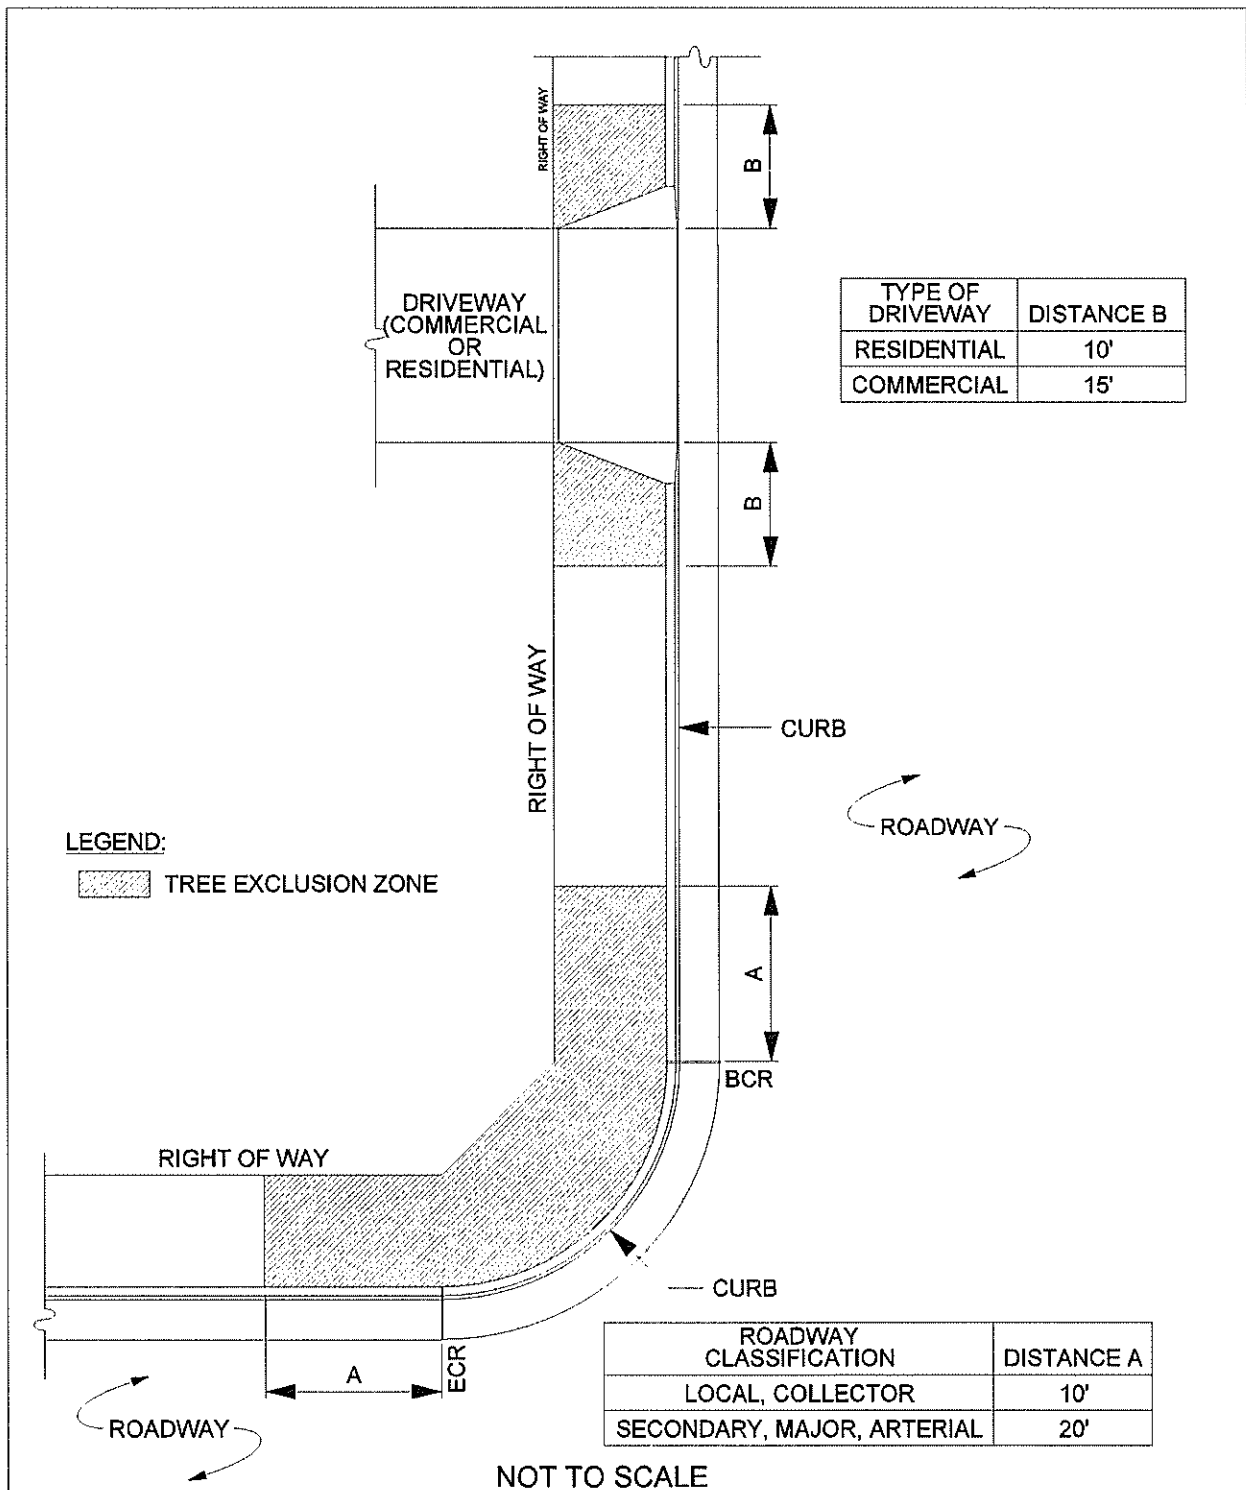 RIGHT OF WAY
B
DRIVEWAY
(COMMERCIAL
OR
RESIDENTIAL)
TYPE OF
DRIVEWAY
DISTANCE B
RESIDENTIAL
10'
COMMERCIAL
15'
B
RIGHT OF WAY
CURB
ROADWAY
LEGEND:
TREE EXCLUSION ZONE
A
BCR
RIGHT OF WAY
CURB
ROADWAY
CLASSIFICATION
DISTANCE A
LOCAL, COLLECTOR
10'
SECONDARY, MAJOR, ARTERIAL
20'
ECR
A
ROADWAY
NOT TO SCALE